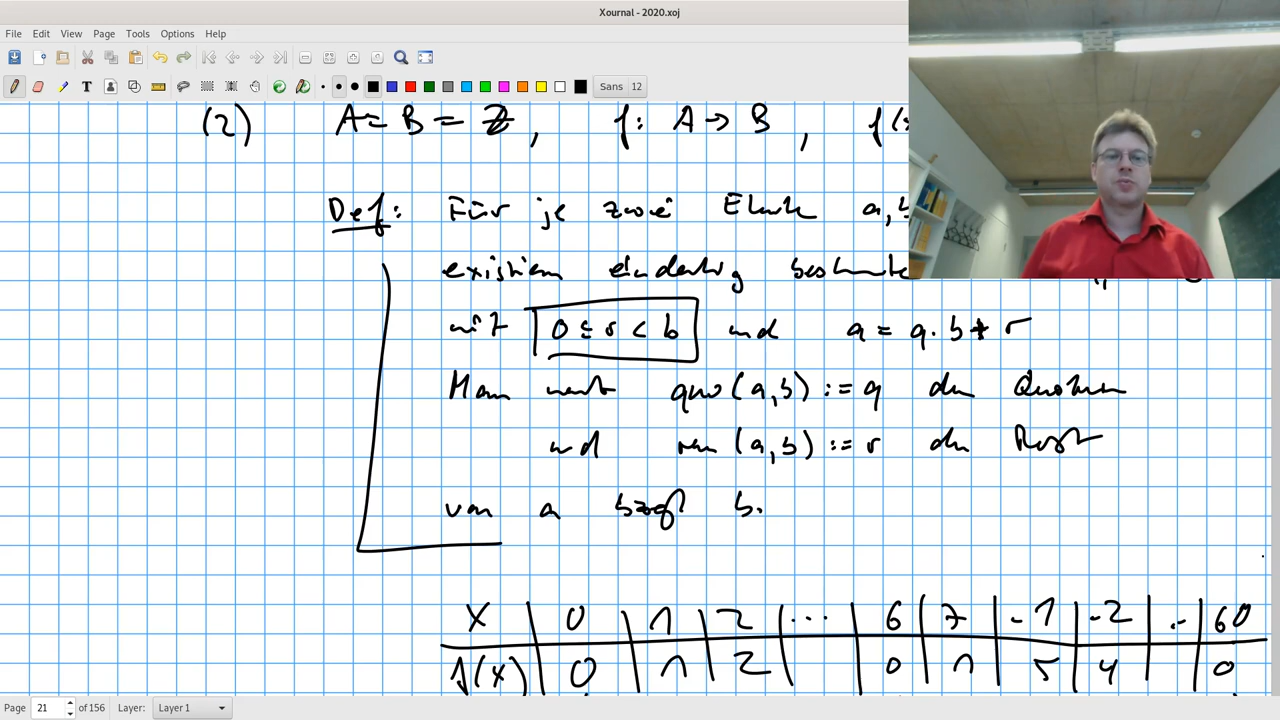 Xournal - 2020.xoj
File Edit View Page Tools Options Help
Sans 12
(2) A = B = ℤ, f: A → B, f(
Def: Für je zwei Elemente a, b
existieren eindeutig bestimmte
mit 0 ≤ r < b und a = q · b + r
Man nennt quo(a,b) := q den Quotienten
und rem(a,b) := r den Rest
von a bzgl b.
x 0 1 2 ... 6 7 -1 -2 .. 60
f(x) 0 1 2 0 1 5 4 0
Page 21 of 156 Layer: Layer 1